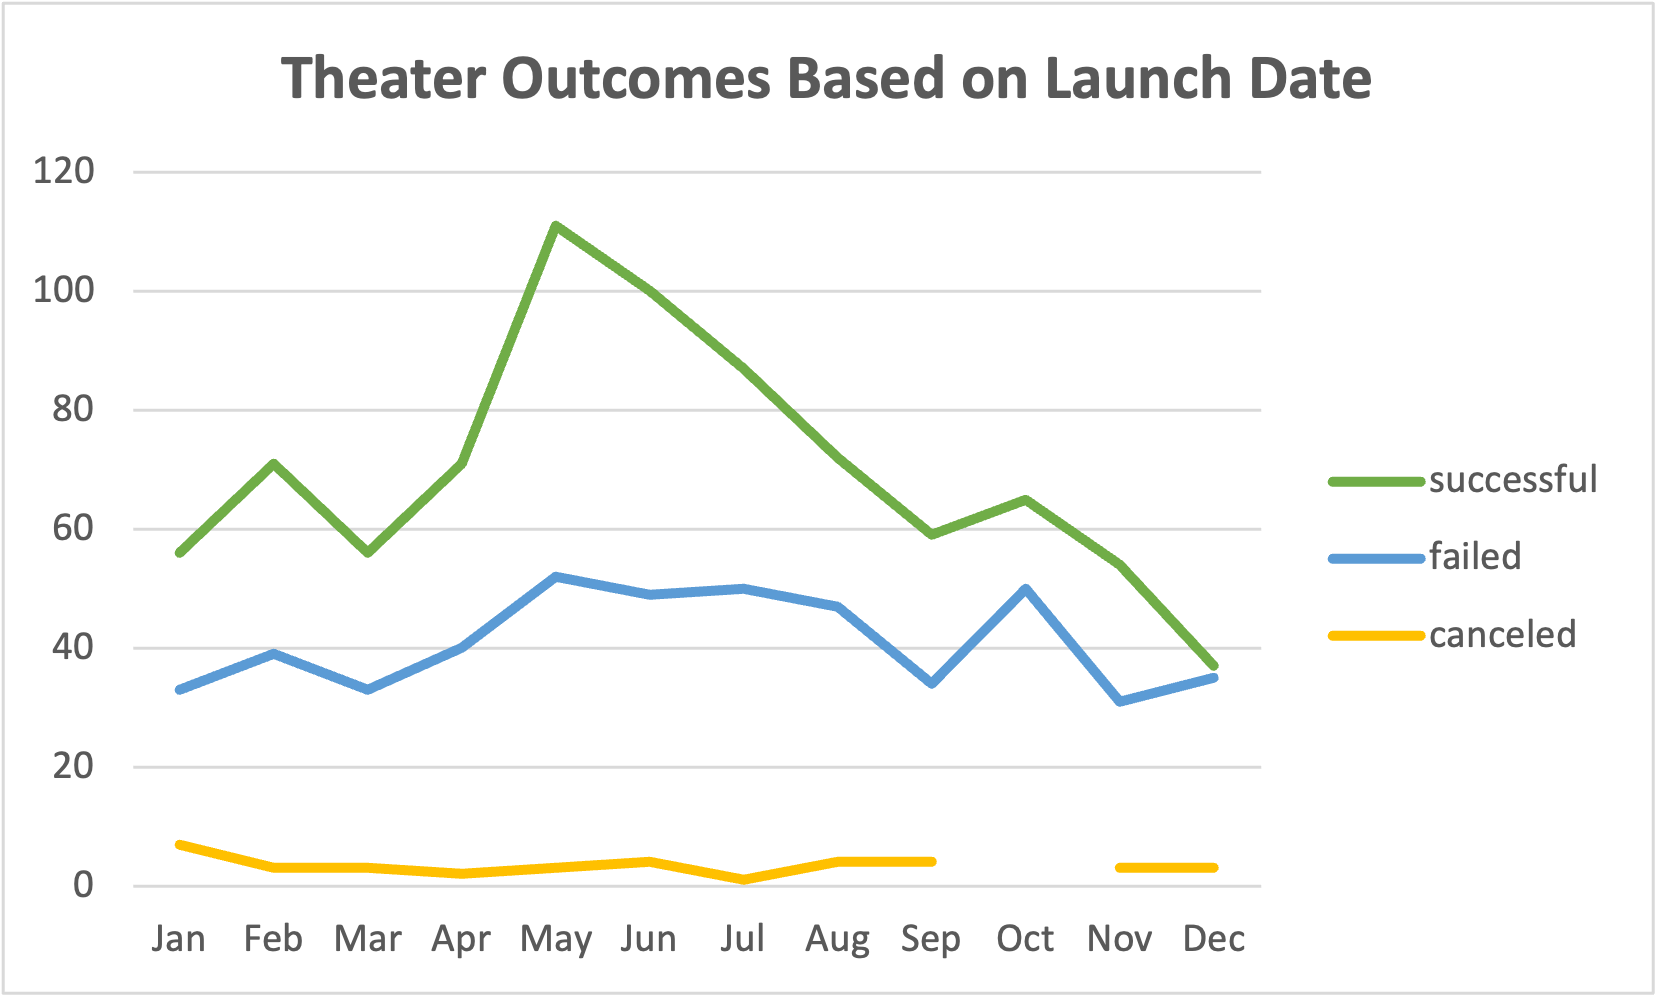 Theater Outcomes Based on Launch Date
120
100
80
60
40
20
0
Jan Feb Mar Apr May Jun Jul Aug Sep Oct Nov Dec
successful
failed
canceled